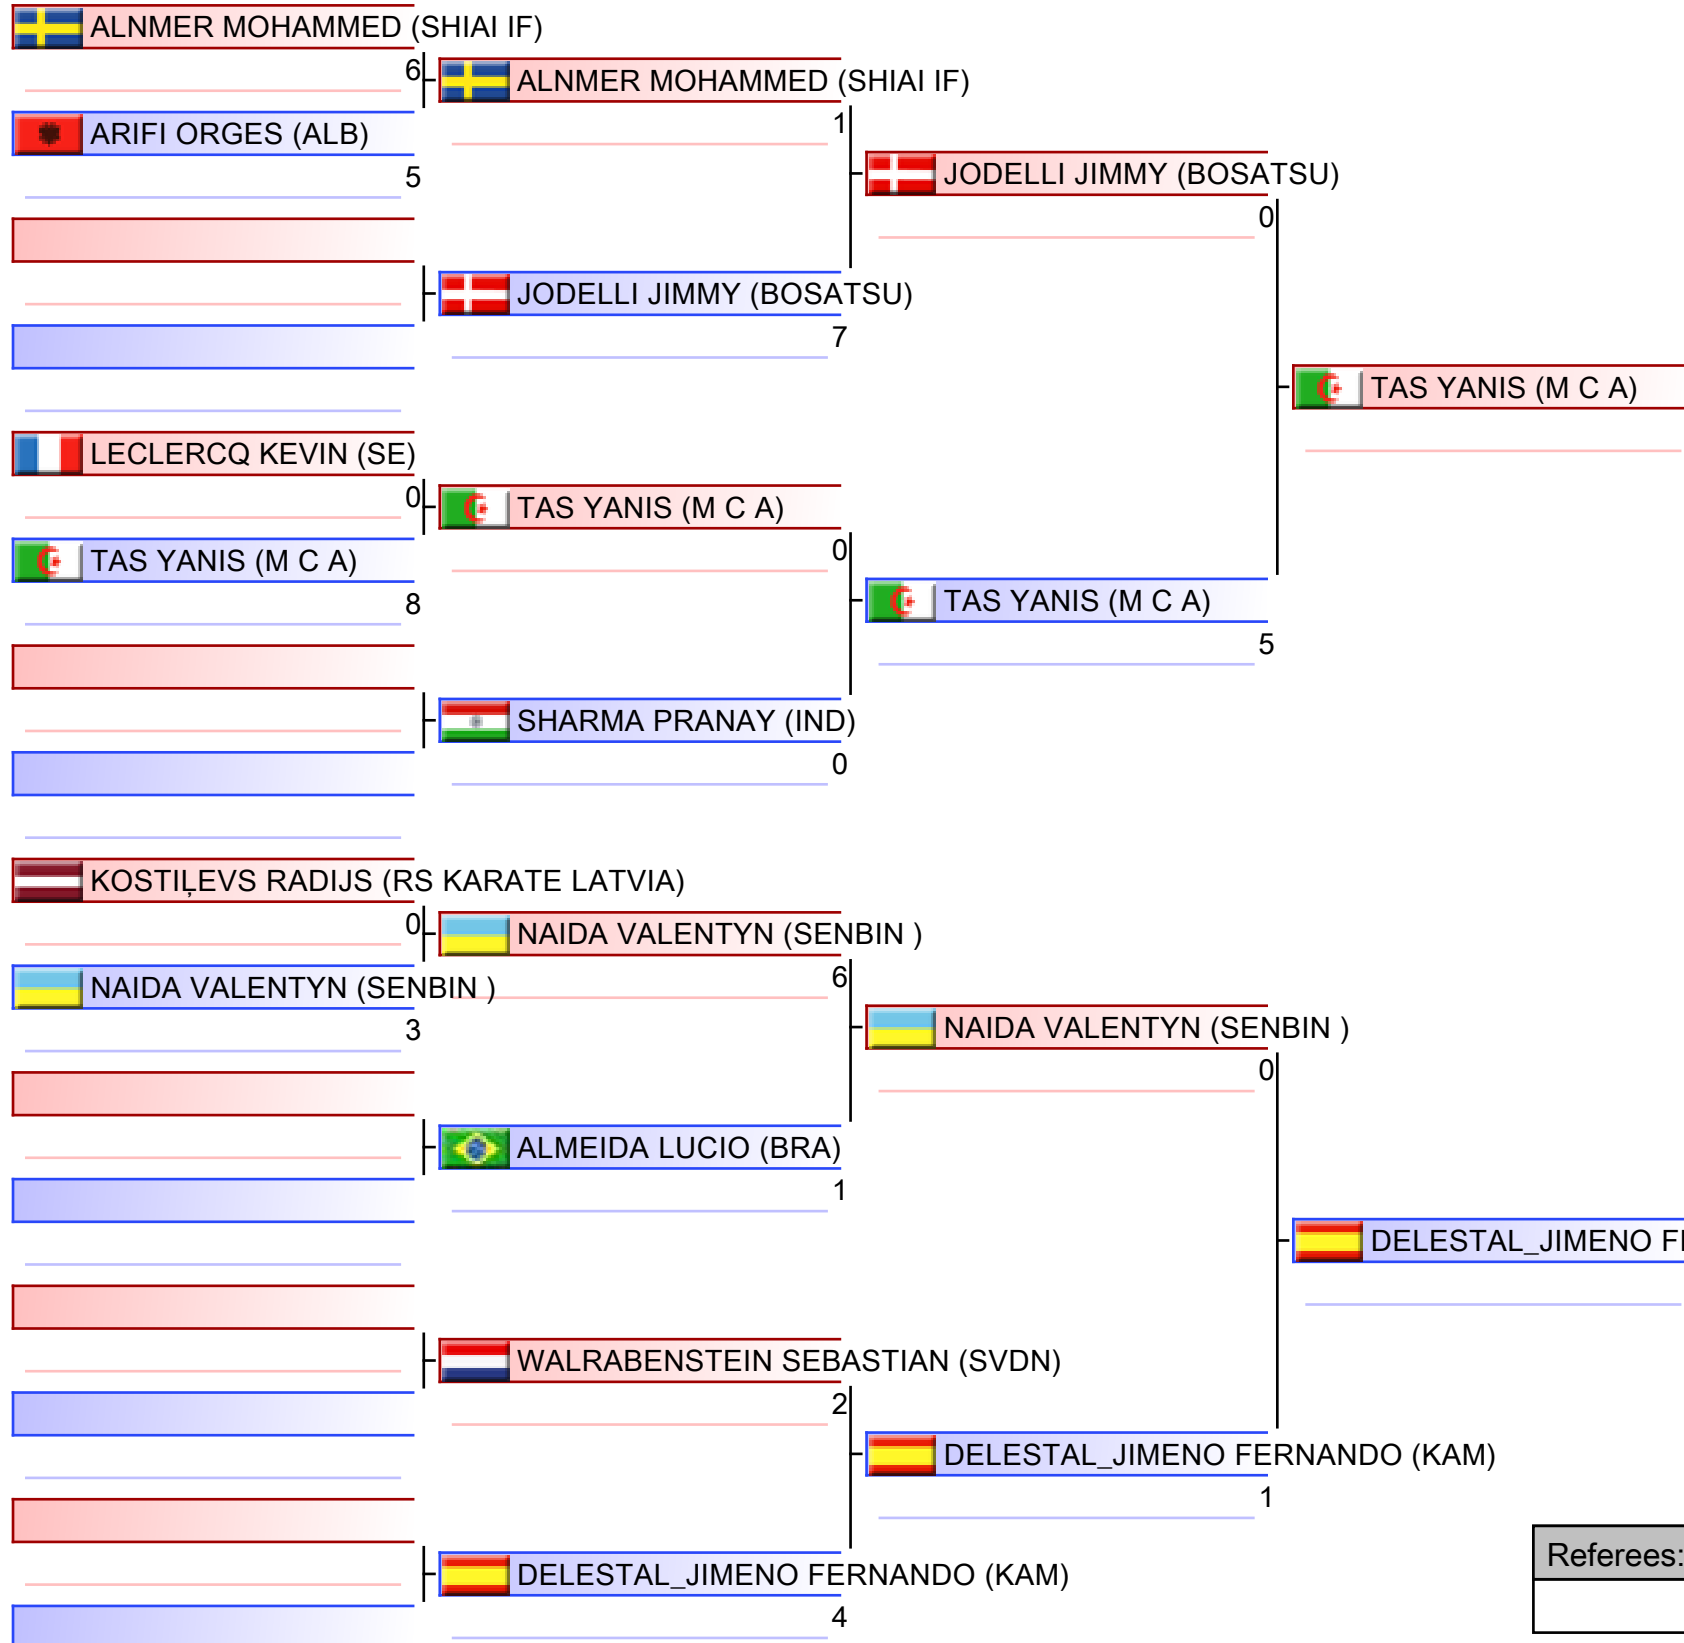 ALNMER MOHAMMED (SHIAI IF)
6
ARIFI ORGES (ALB)
5
LECLERCQ KEVIN (SE)
0
TAS YANIS (M C A)
8
KOSTIĻEVS RADIJS (RS KARATE LATVIA)
0
NAIDA VALENTYN (SENBIN )
3
ALNMER MOHAMMED (SHIAI IF)
1
JODELLI JIMMY (BOSATSU)
7
TAS YANIS (M C A)
0
SHARMA PRANAY (IND)
0
NAIDA VALENTYN (SENBIN )
6
ALMEIDA LUCIO (BRA)
1
WALRABENSTEIN SEBASTIAN (SVDN)
2
DELESTAL_JIMENO FERNANDO (KAM)
4
JODELLI JIMMY (BOSATSU)
0
TAS YANIS (M C A)
5
NAIDA VALENTYN (SENBIN )
0
DELESTAL_JIMENO FERNANDO (KAM)
1
TAS YANIS (M C A)
DELESTAL_JIMENO
Referees: